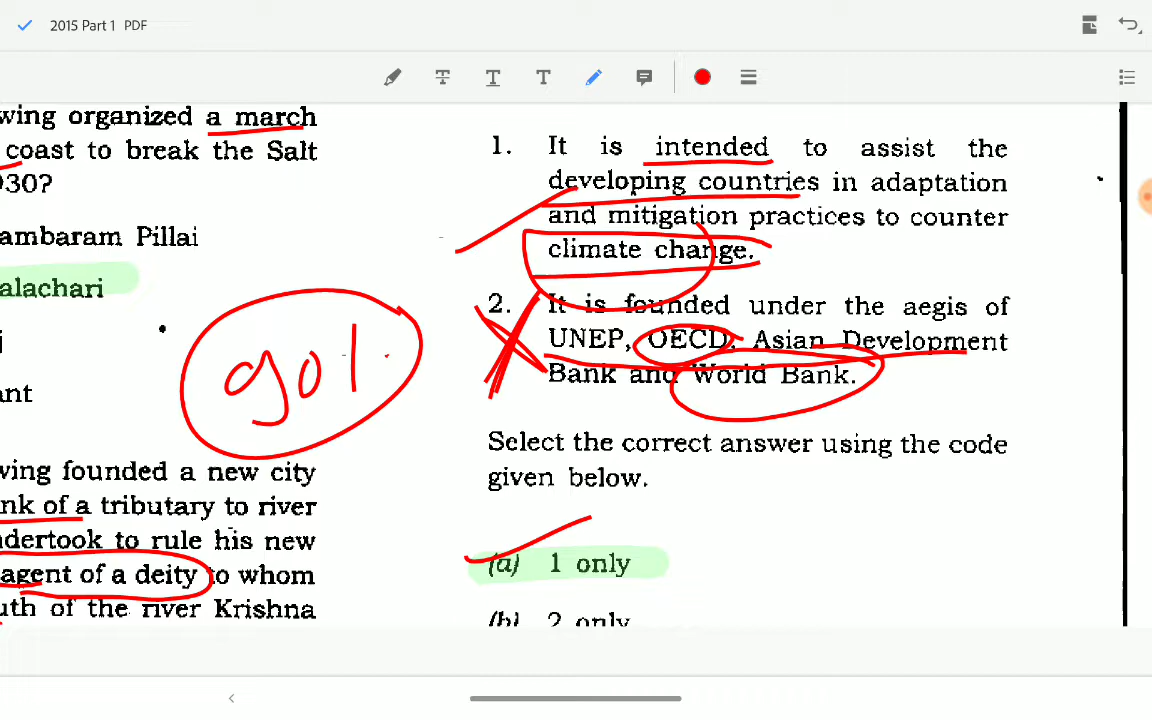 2015 Part 1 PDF
wing organized a march
coast to break the Salt
930?
ambaram Pillai
alachari
i
ant
wing founded a new city
nk of a tributary to river
ndertook to rule his new
agent of a deity to whom
uth of the river Krishna
gol
1. It is intended to assist the
developing countries in adaptation
and mitigation practices to counter
climate change.
2. It is founded under the aegis of
UNEP, OECD, Asian Development
Bank and World Bank.
Select the correct answer using the code
given below.
(a) 1 only
(b) 2 only